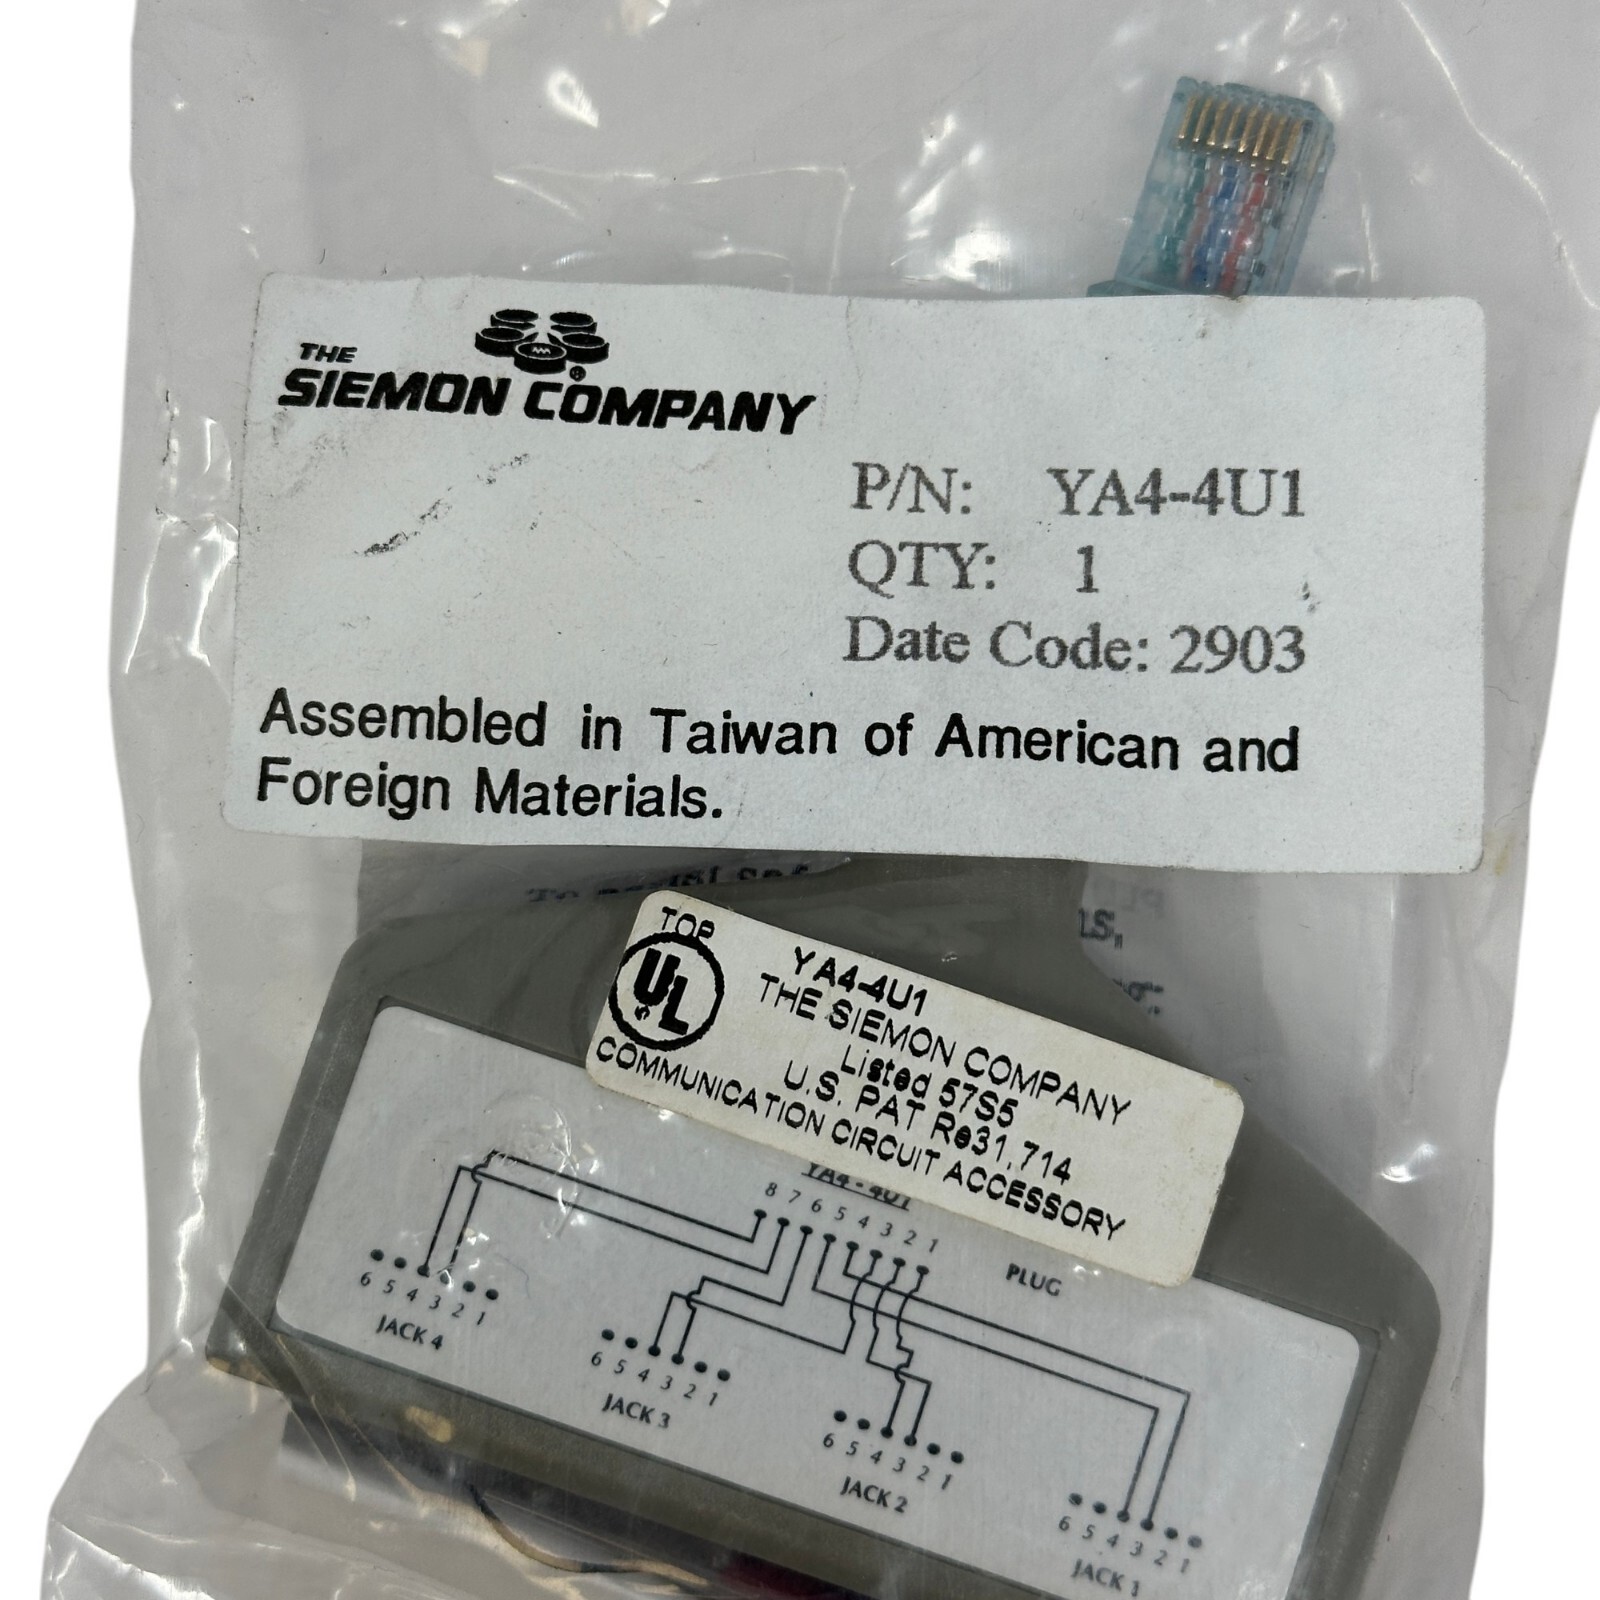 THE
SIEMON COMPANY
®
P/N: YA4-4U1
QTY: 1
Date Code: 2903
Assembled in Taiwan of American and
Foreign Materials.
TOP
UL
®
YA4-4U1
THE SIEMON COMPANY
Listed 57S5
U.S. PAT Re31,714
COMMUNICATION CIRCUIT ACCESSORY
YA4-4U1
8 7 6 5 4 3 2 1
PLUG
6 5 4 3 2 1
JACK 4
6 5 4 3 2 1
JACK 3
6 5 4 3 2 1
JACK 2
6 5 4 3 2 1
JACK 1